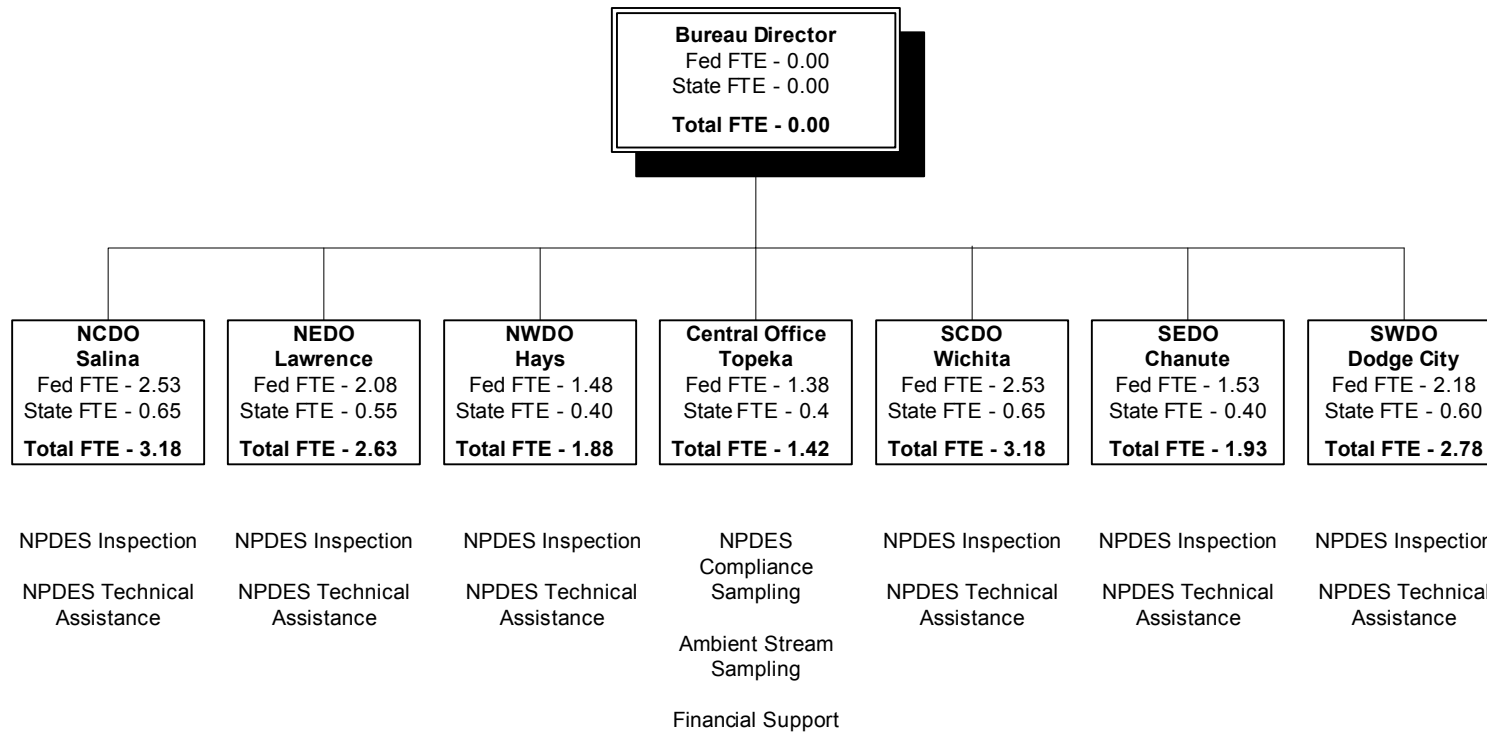 Bureau Director
Fed FTE - 0.00
State FTE - 0.00
Total FTE - 0.00
NCDO
Salina
Fed FTE - 2.53
State FTE - 0.65
Total FTE - 3.18
NPDES Inspection
NPDES Technical
Assistance
NEDO
Lawrence
Fed FTE - 2.08
State FTE - 0.55
Total FTE - 2.63
NPDES Inspection
NPDES Technical
Assistance
NWDO
Hays
Fed FTE - 1.48
State FTE - 0.40
Total FTE - 1.88
NPDES Inspection
NPDES Technical
Assistance
Central Office
Topeka
Fed FTE - 1.38
State FTE - 0.4
Total FTE - 1.42
NPDES
Compliance
Sampling
Ambient Stream
Sampling
Financial Support
SCDO
Wichita
Fed FTE - 2.53
State FTE - 0.65
Total FTE - 3.18
NPDES Inspection
NPDES Technical
Assistance
SEDO
Chanute
Fed FTE - 1.53
State FTE - 0.40
Total FTE - 1.93
NPDES Inspection
NPDES Technical
Assistance
SWDO
Dodge City
Fed FTE - 2.18
State FTE - 0.60
Total FTE - 2.78
NPDES Inspection
NPDES Technical
Assistance